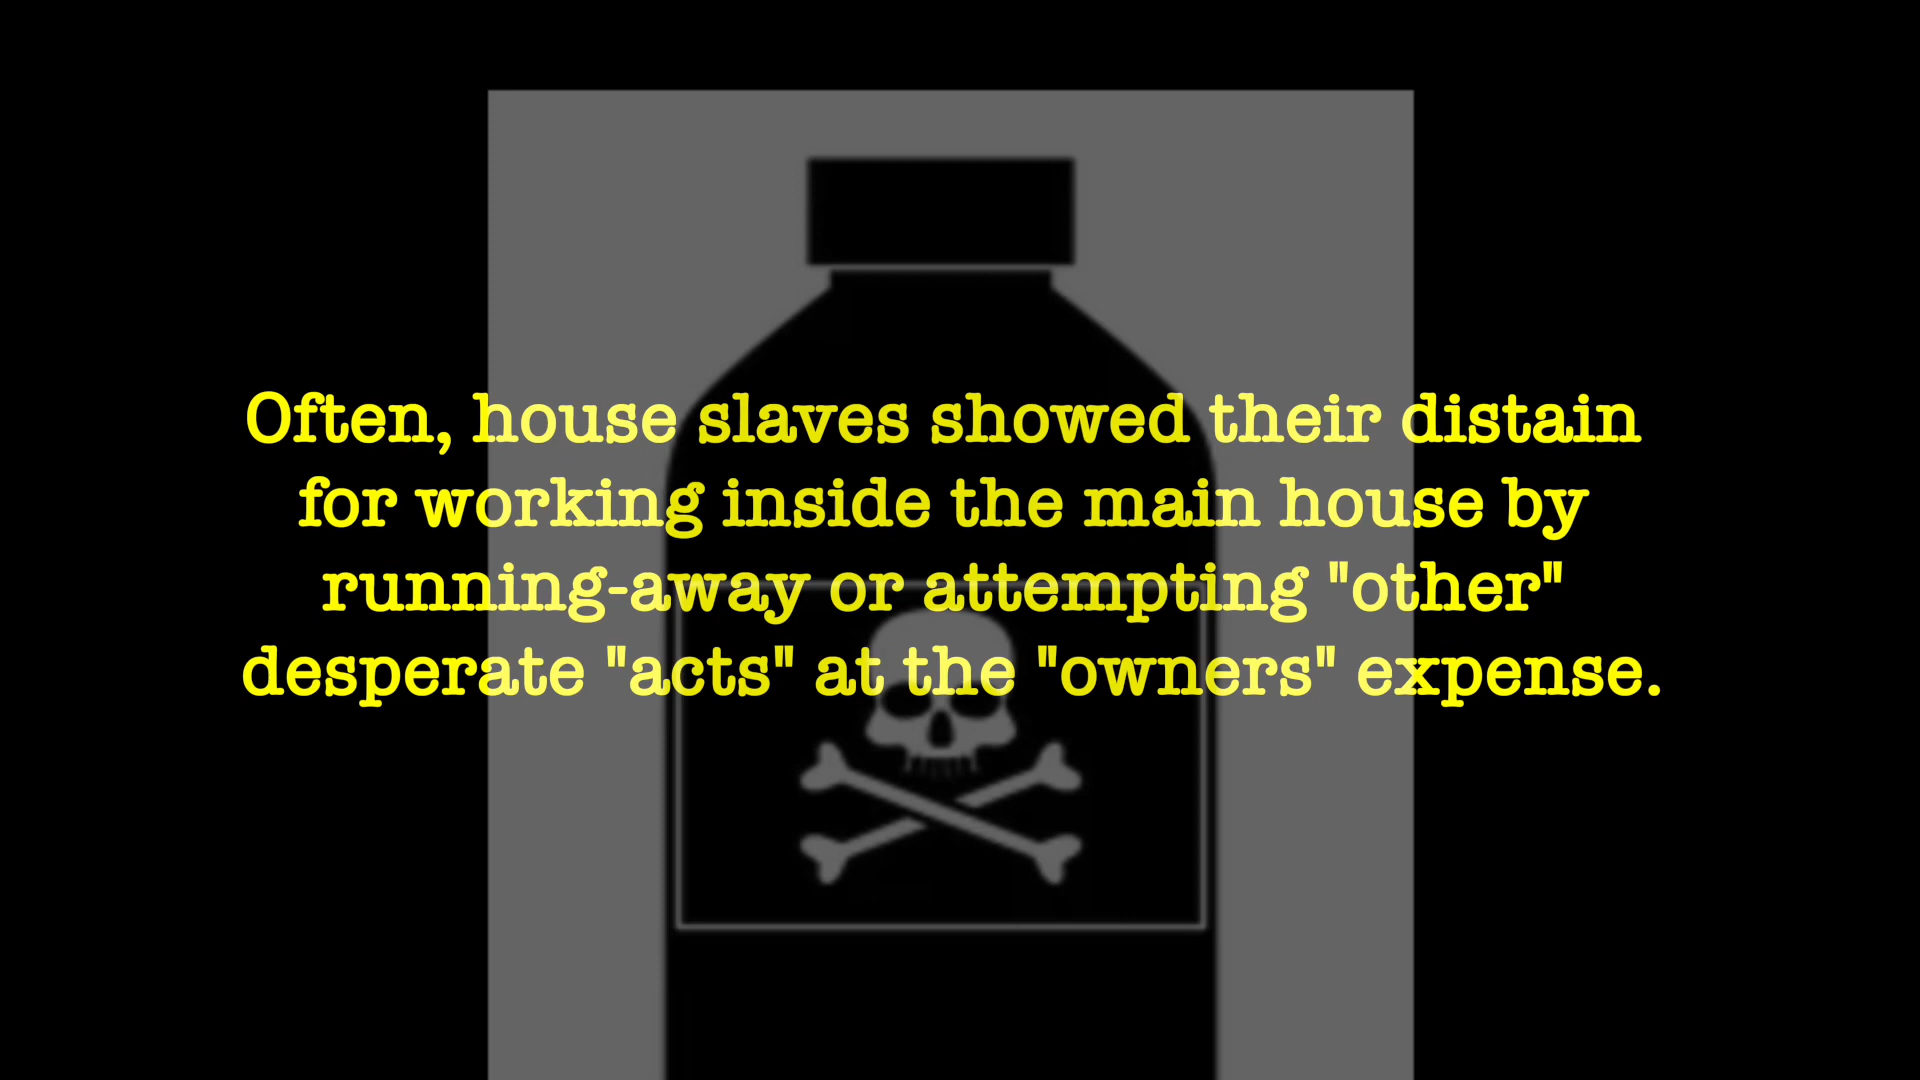 Often, house slaves showed their distain
for working inside the main house by
running-away or attempting "other"
desperate "acts" at the "owners" expense.